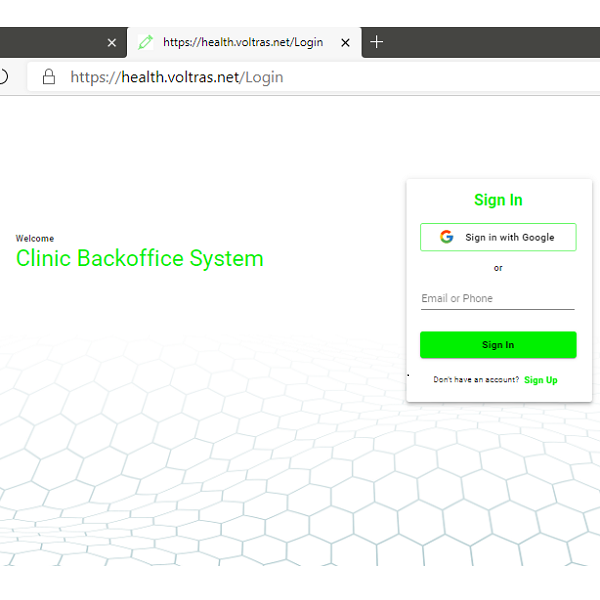 https://health.voltras.net/Login
https://health.voltras.net/Login
Sign In
Sign in with Google
or
Welcome
Clinic Backoffice System
Email or Phone
Sign In
Don't have an account? Sign Up